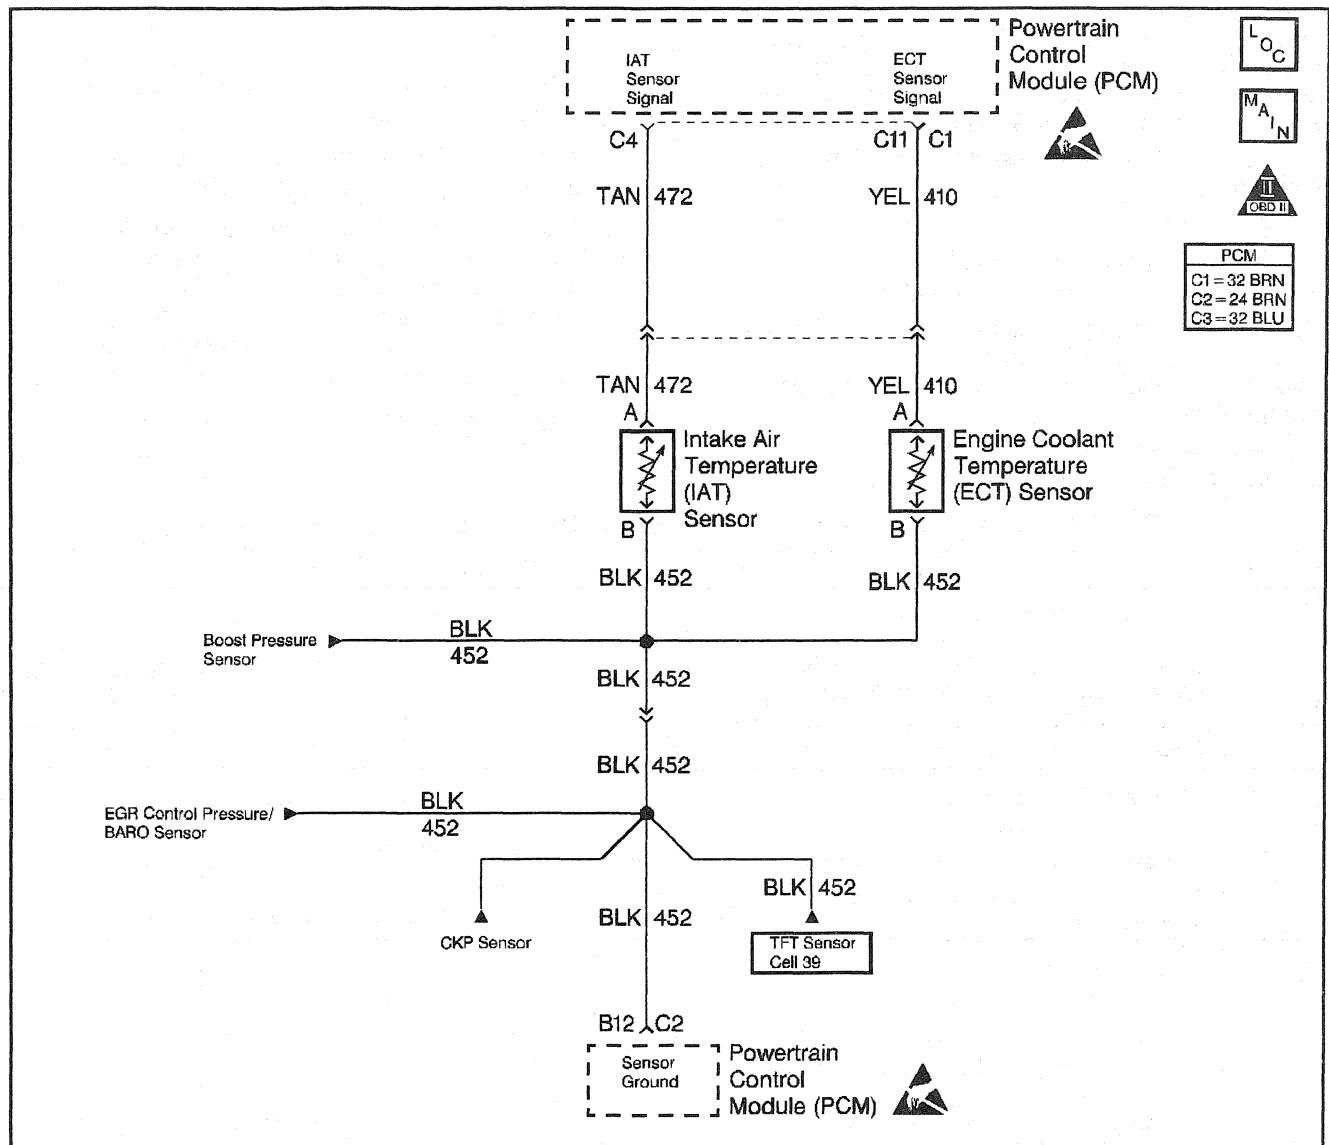 Powertrain
Control
Module (PCM)
IAT
Sensor
Signal
ECT
Sensor
Signal
LOC
MAIN
II
OBD II
C4
C11 C1
TAN 472
YEL 410
PCM
C1=32 BRN
C2=24 BRN
C3=32 BLU
TAN 472
YEL 410
A
A
Intake Air
Temperature
(IAT)
Sensor
Engine Coolant
Temperature
(ECT) Sensor
B
B
BLK 452
BLK 452
Boost Pressure
Sensor
BLK
452
BLK 452
BLK 452
EGR Control Pressure/
BARO Sensor
BLK
452
BLK 452
BLK 452
CKP Sensor
TFT Sensor
Cell 39
B12 C2
Sensor
Ground
Powertrain
Control
Module (PCM)